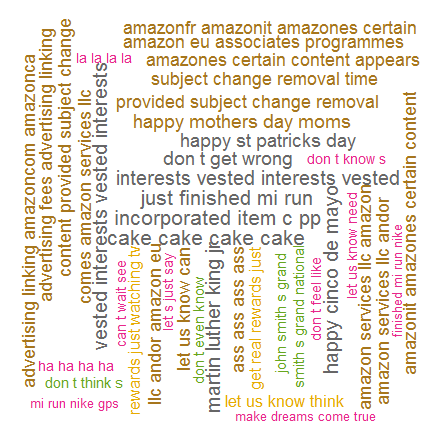 amazonfr amazonit amazones certain
amazon eu associates programmes
la la la la
amazones certain content appears
subject change removal time
provided subject change removal
happy mothers day moms
happy st patricks day
don t get wrong
don t know s
interests vested interests vested
just finished mi run
incorporated item c pp
cake cake cake cake
advertising linking amazoncom amazonca
advertising fees advertising linking
content provided subject change
comes amazon services llc
vested interests vested interests
can t wait see
rewards just watching tv
llc andor amazon eu
let s just say
let us know can
don t even know
martin luther king jr
ass ass ass ass ass
get real rewards just
john smith s grand
smith s grand nationals
don t feel like
happy cinco de mayo
let us know need
amazon services llc amazon
amazon services llc andor
finished mi run nike
amazonit amazones certain content
ha ha ha ha
don t think s
mi run nike gps
let us know think
make dreams come true